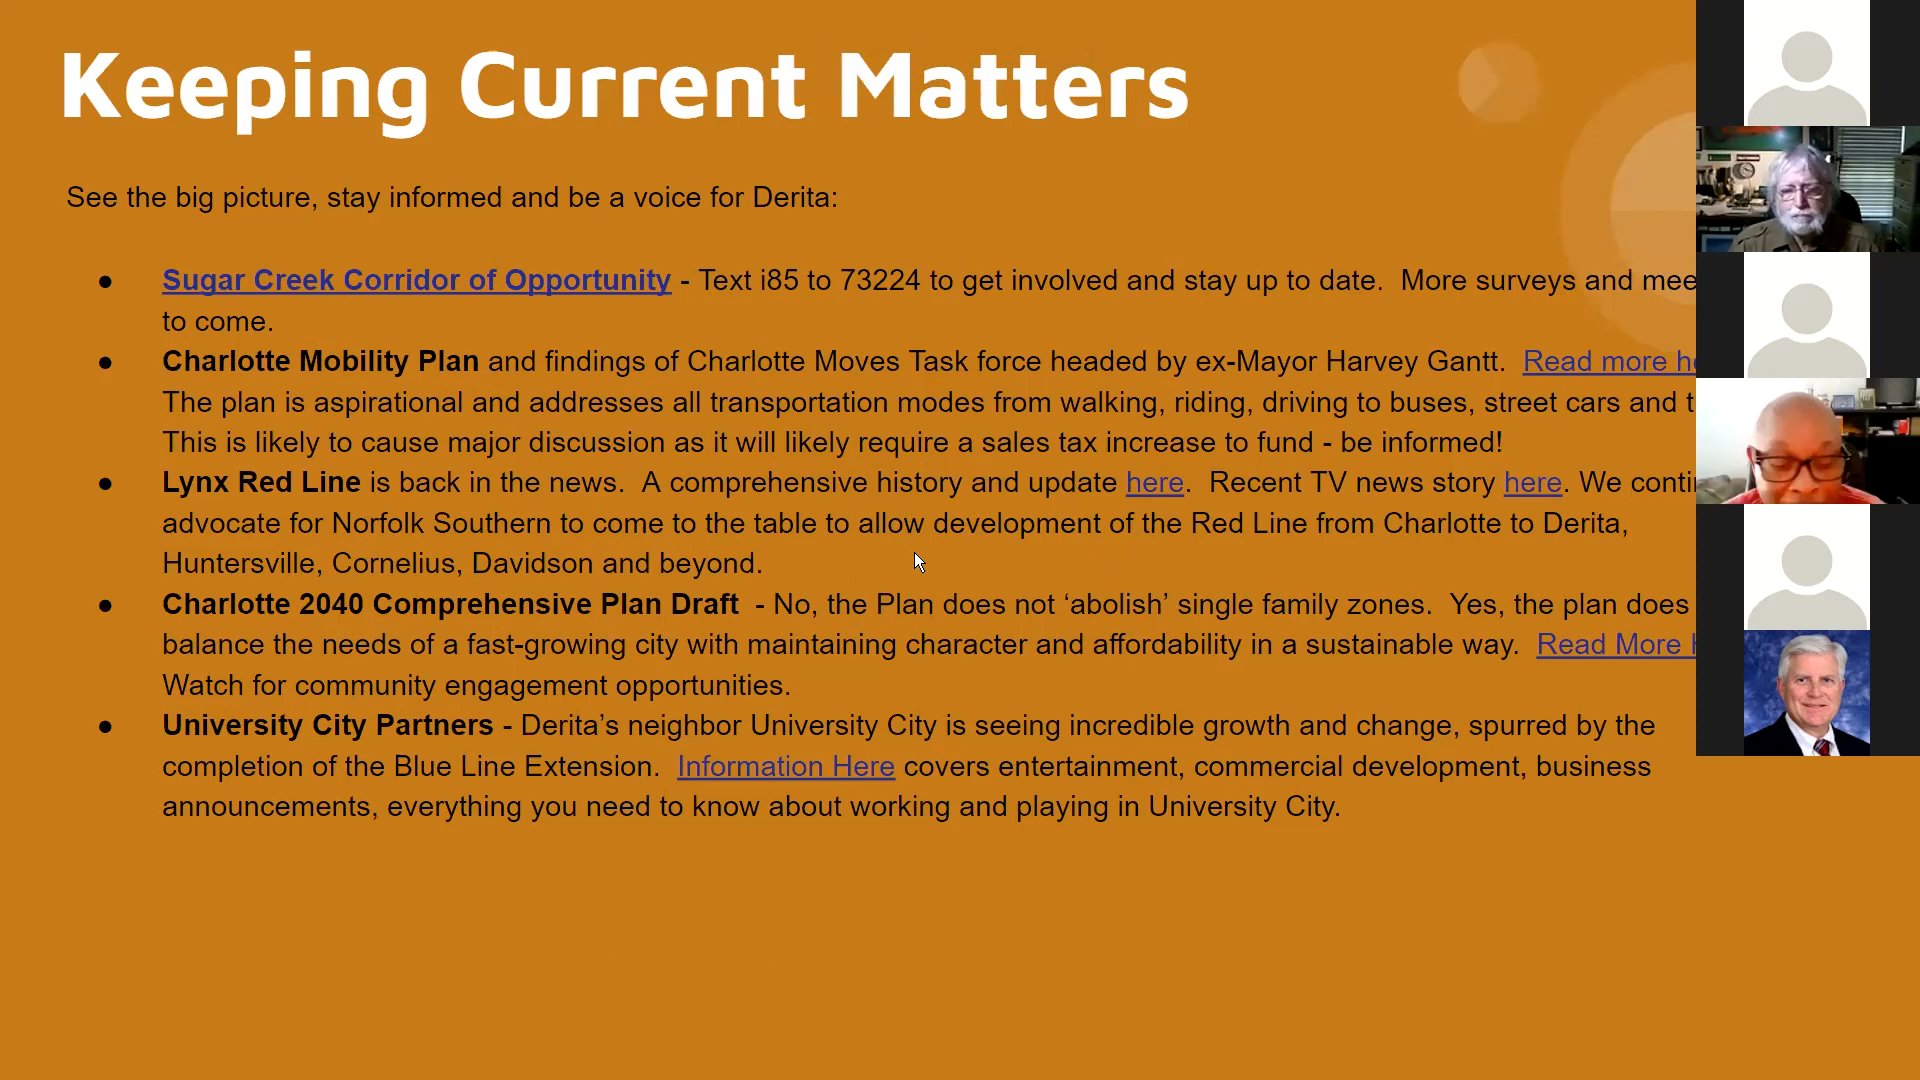 Keeping Current Matters
See the big picture, stay informed and be a voice for Derita:
● Sugar Creek Corridor of Opportunity - Text i85 to 73224 to get involved and stay up to date. More surveys and
to come.
● Charlotte Mobility Plan and findings of Charlotte Moves Task force headed by ex-Mayor Harvey Gantt. Read more
The plan is aspirational and addresses all transportation modes from walking, riding, driving to buses, street cars and
This is likely to cause major discussion as it will likely require a sales tax increase to fund - be informed!
● Lynx Red Line is back in the news. A comprehensive history and update here. Recent TV news story here. We
advocate for Norfolk Southern to come to the table to allow development of the Red Line from Charlotte to Derita,
Huntersville, Cornelius, Davidson and beyond.
● Charlotte 2040 Comprehensive Plan Draft - No, the Plan does not ‘abolish’ single family zones. Yes, the plan does
balance the needs of a fast-growing city with maintaining character and affordability in a sustainable way. Read More
Watch for community engagement opportunities.
● University City Partners - Derita’s neighbor University City is seeing incredible growth and change, spurred by the
completion of the Blue Line Extension. Information Here covers entertainment, commercial development, business
announcements, everything you need to know about working and playing in University City.